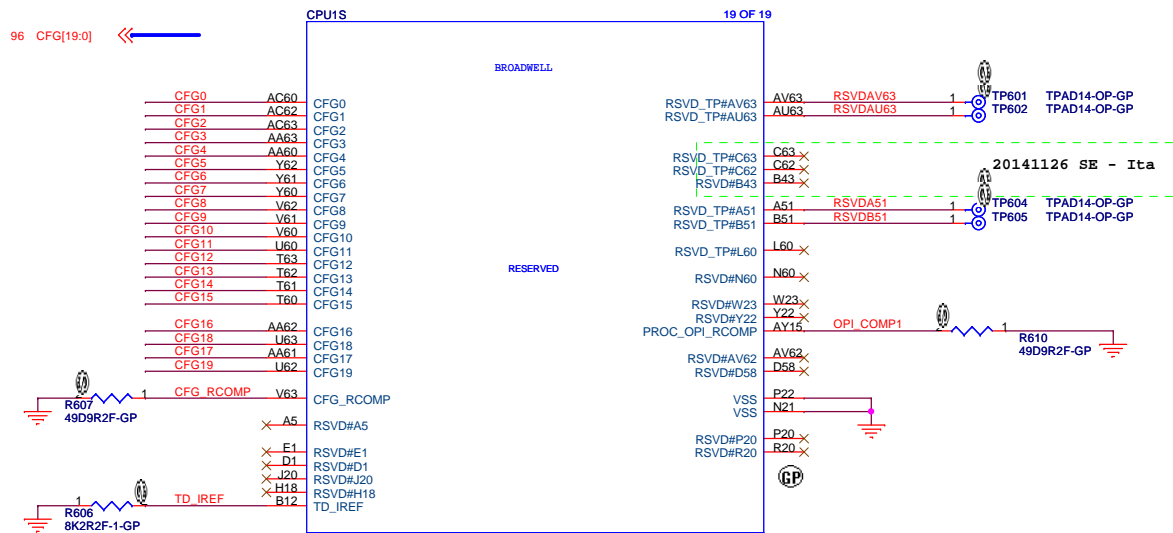 CPU1S
19 OF 19
96 CFG[19:0]
BROADWELL
CFG0 AC60 CFG0
CFG1 AC62 CFG1
CFG2 AC63 CFG2
CFG3 AA63 CFG3
CFG4 AA60 CFG4
CFG5 Y62 CFG5
CFG6 Y61 CFG6
CFG7 Y60 CFG7
CFG8 V62 CFG8
CFG9 V61 CFG9
CFG10 V60 CFG10
CFG11 U60 CFG11
CFG12 T63 CFG12
CFG13 T62 CFG13
CFG14 T61 CFG14
CFG15 T60 CFG15
CFG16 AA62 CFG16
CFG18 U63 CFG18
CFG17 AA61 CFG17
CFG19 U62 CFG19
1 CFG_RCOMP V63 CFG_RCOMP
R607
49D9R2F-GP
A5 RSVD#A5
E1 RSVD#E1
D1 RSVD#D1
J20 RSVD#J20
H18 RSVD#H18
1 TD_IREF B12 TD_IREF
R606
8K2R2F-1-GP
RESERVED
RSVD_TP#AV63 AV63 RSVDAV63 1 TP601 TPAD14-OP-GP
RSVD_TP#AU63 AU63 RSVDAU63 1 TP602 TPAD14-OP-GP
RSVD_TP#C63 C63
RSVD_TP#C62 C62
RSVD#B43 B43
20141126 SE - Ita
RSVD_TP#A51 A51 RSVDA51 1 TP604 TPAD14-OP-GP
RSVD_TP#B51 B51 RSVDB51 1 TP605 TPAD14-OP-GP
RSVD_TP#L60 L60
RSVD#N60 N60
RSVD#W23 W23
RSVD#Y22 Y22
PROC_OPI_RCOMP AY15 OPI_COMP1 2 1
R610
49D9R2F-GP
RSVD#AV62 AV62
RSVD#D58 D58
VSS P22
VSS N21
RSVD#P20 P20
RSVD#R20 R20
GP